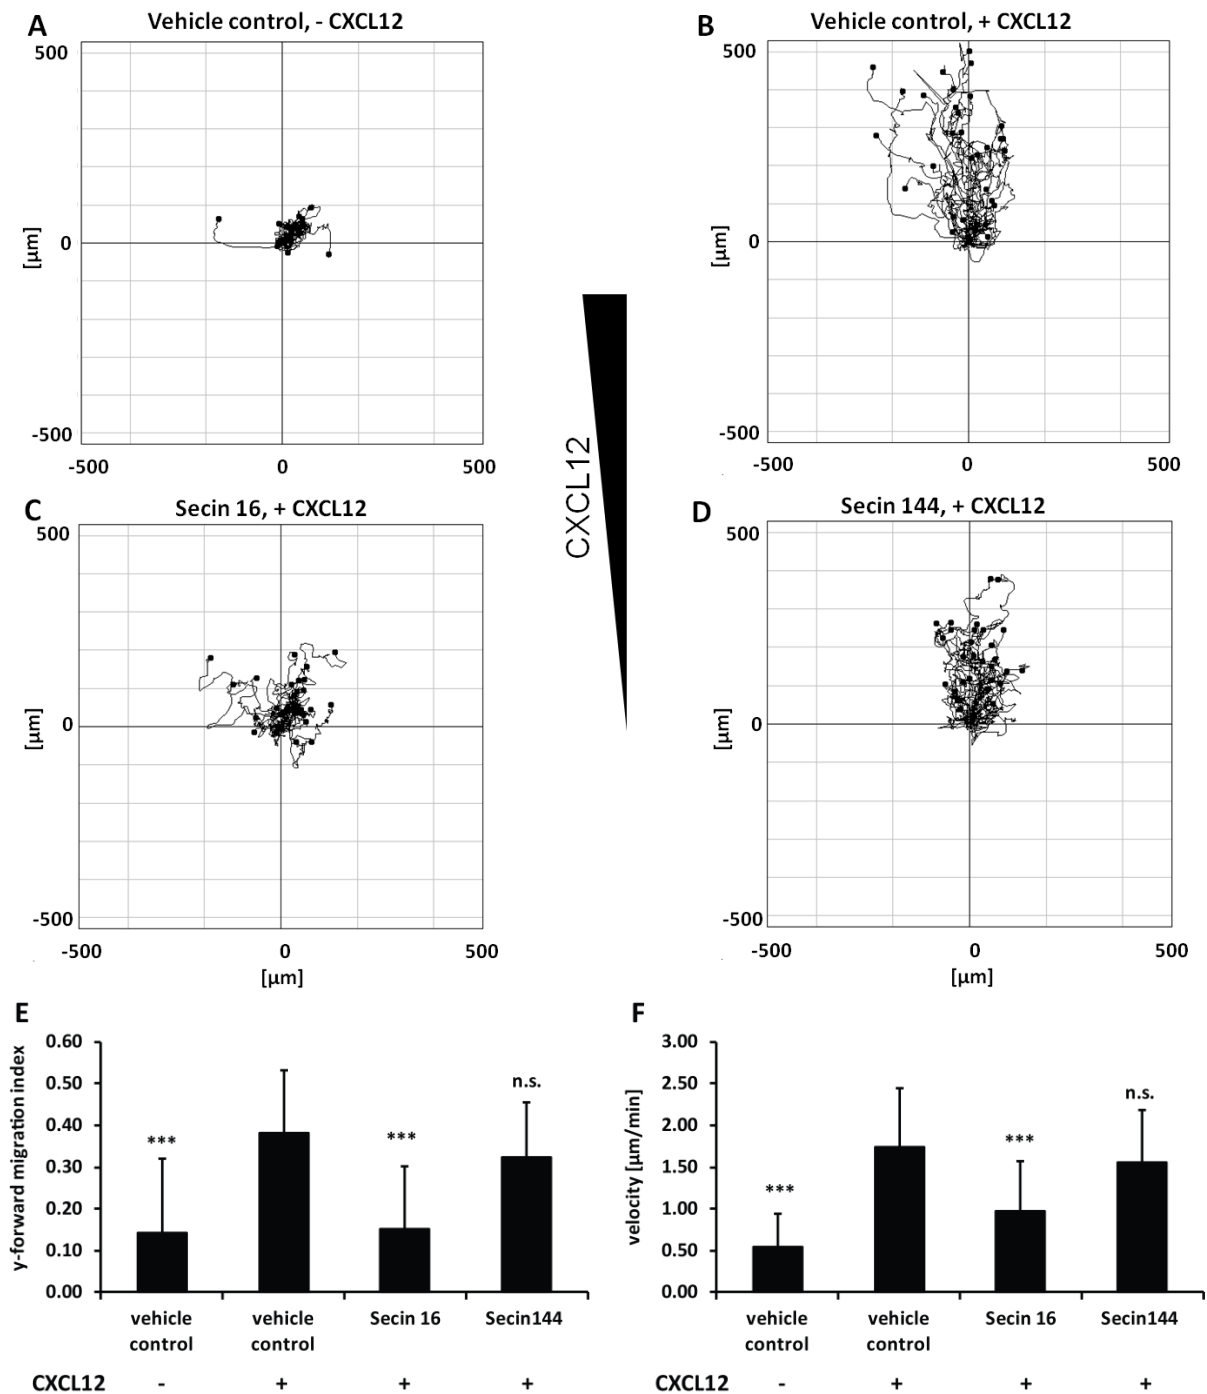 A
Vehicle control, - CXCL12
500
0
-500
[µm]
-500
0
500
B
Vehicle control, + CXCL12
500
0
-500
[µm]
-500
0
500
CXCL12
C
Secin 16, + CXCL12
500
0
-500
[µm]
-500
0
500
[µm]
D
Secin 144, + CXCL12
500
0
-500
[µm]
-500
0
500
[µm]
E
y-forward migration index
0.60
0.50
0.40
0.30
0.20
0.10
0.00
***
***
n.s.
vehicle
control
vehicle
control
Secin 16
Secin144
CXCL12 - + + +
F
velocity [µm/min]
3.00
2.50
2.00
1.50
1.00
0.50
0.00
***
***
n.s.
vehicle
control
vehicle
control
Secin 16
Secin144
CXCL12 - + + +